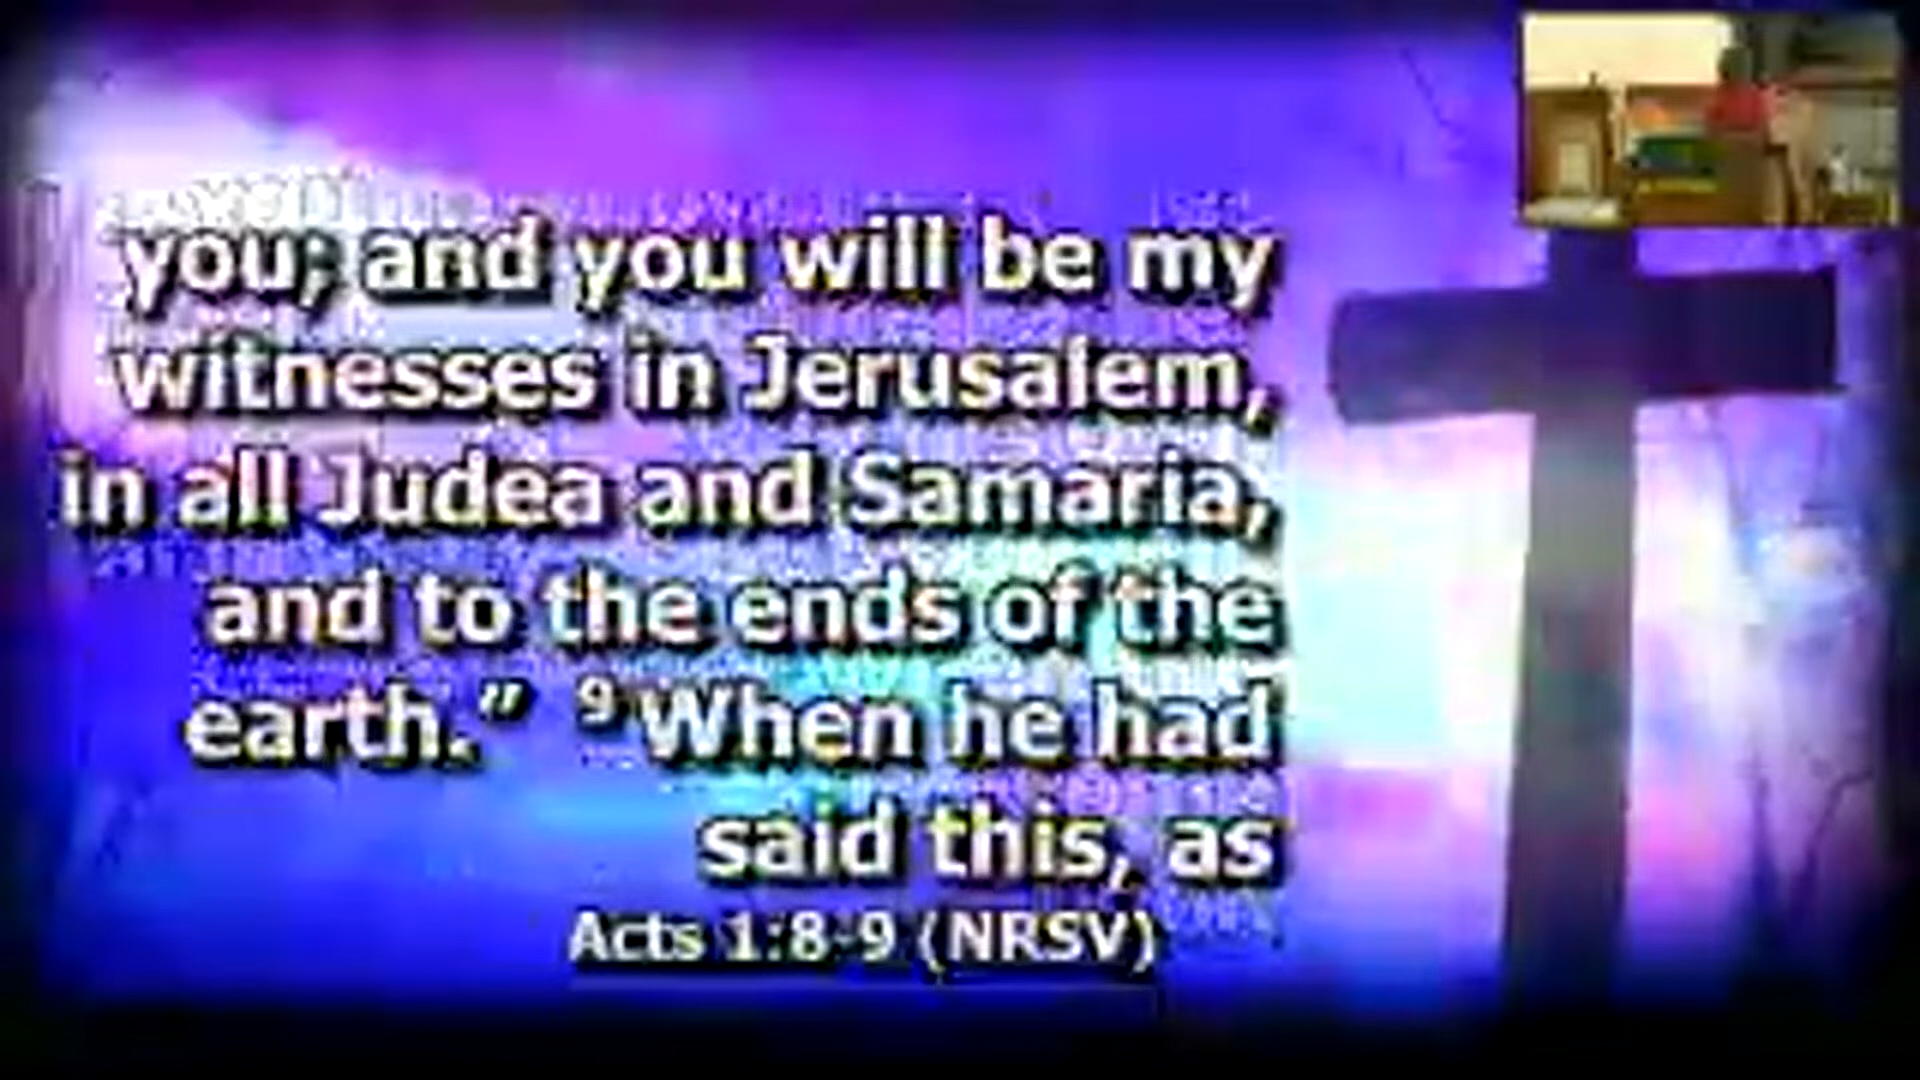 you; and you will be my
witnesses in Jerusalem,
in all Judea and Samaria,
and to the ends of the
earth.” 9 When he had
said this, as
Acts 1:8-9 (NRSV)